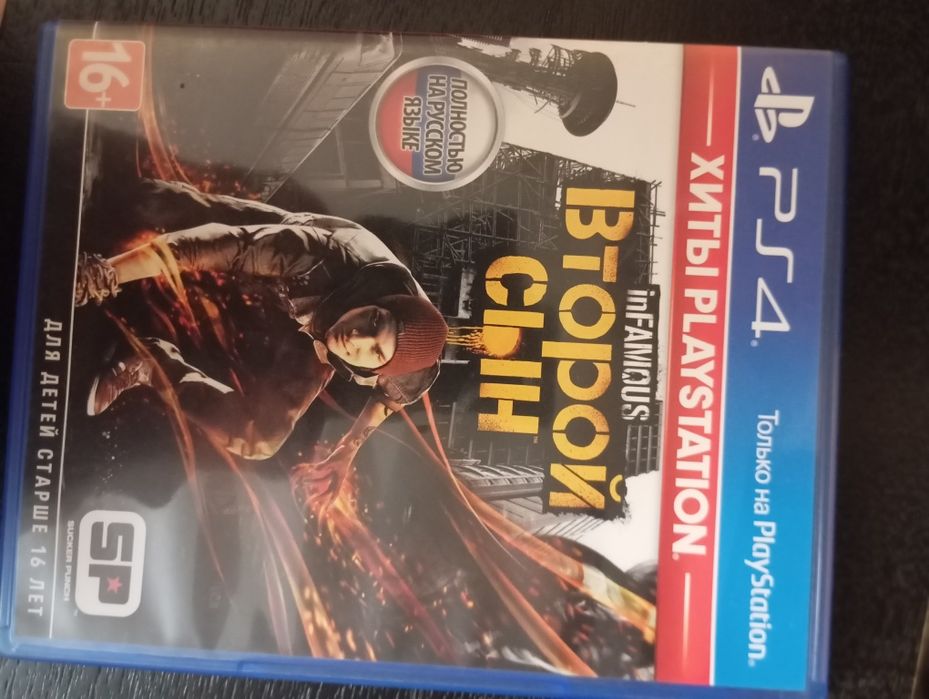 PS4
Только на PlayStation
ХИТЫ PLAYSTATION
inFAMOUS
ВТОРОЙ
СЫН
ПОЛНОСТЬЮ
НА РУССКОМ
ЯЗЫКЕ
16+
SP
SUCKER PUNCH
ДЛЯ ДЕТЕЙ СТАРШЕ 16 ЛЕТ